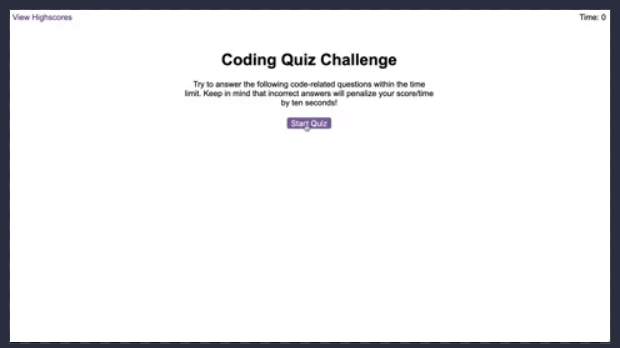 View Highscores
Time: 0
Coding Quiz Challenge
Try to answer the following code-related questions within the time
limit. Keep in mind that incorrect answers will penalize your score/time
by ten seconds!
Start Quiz